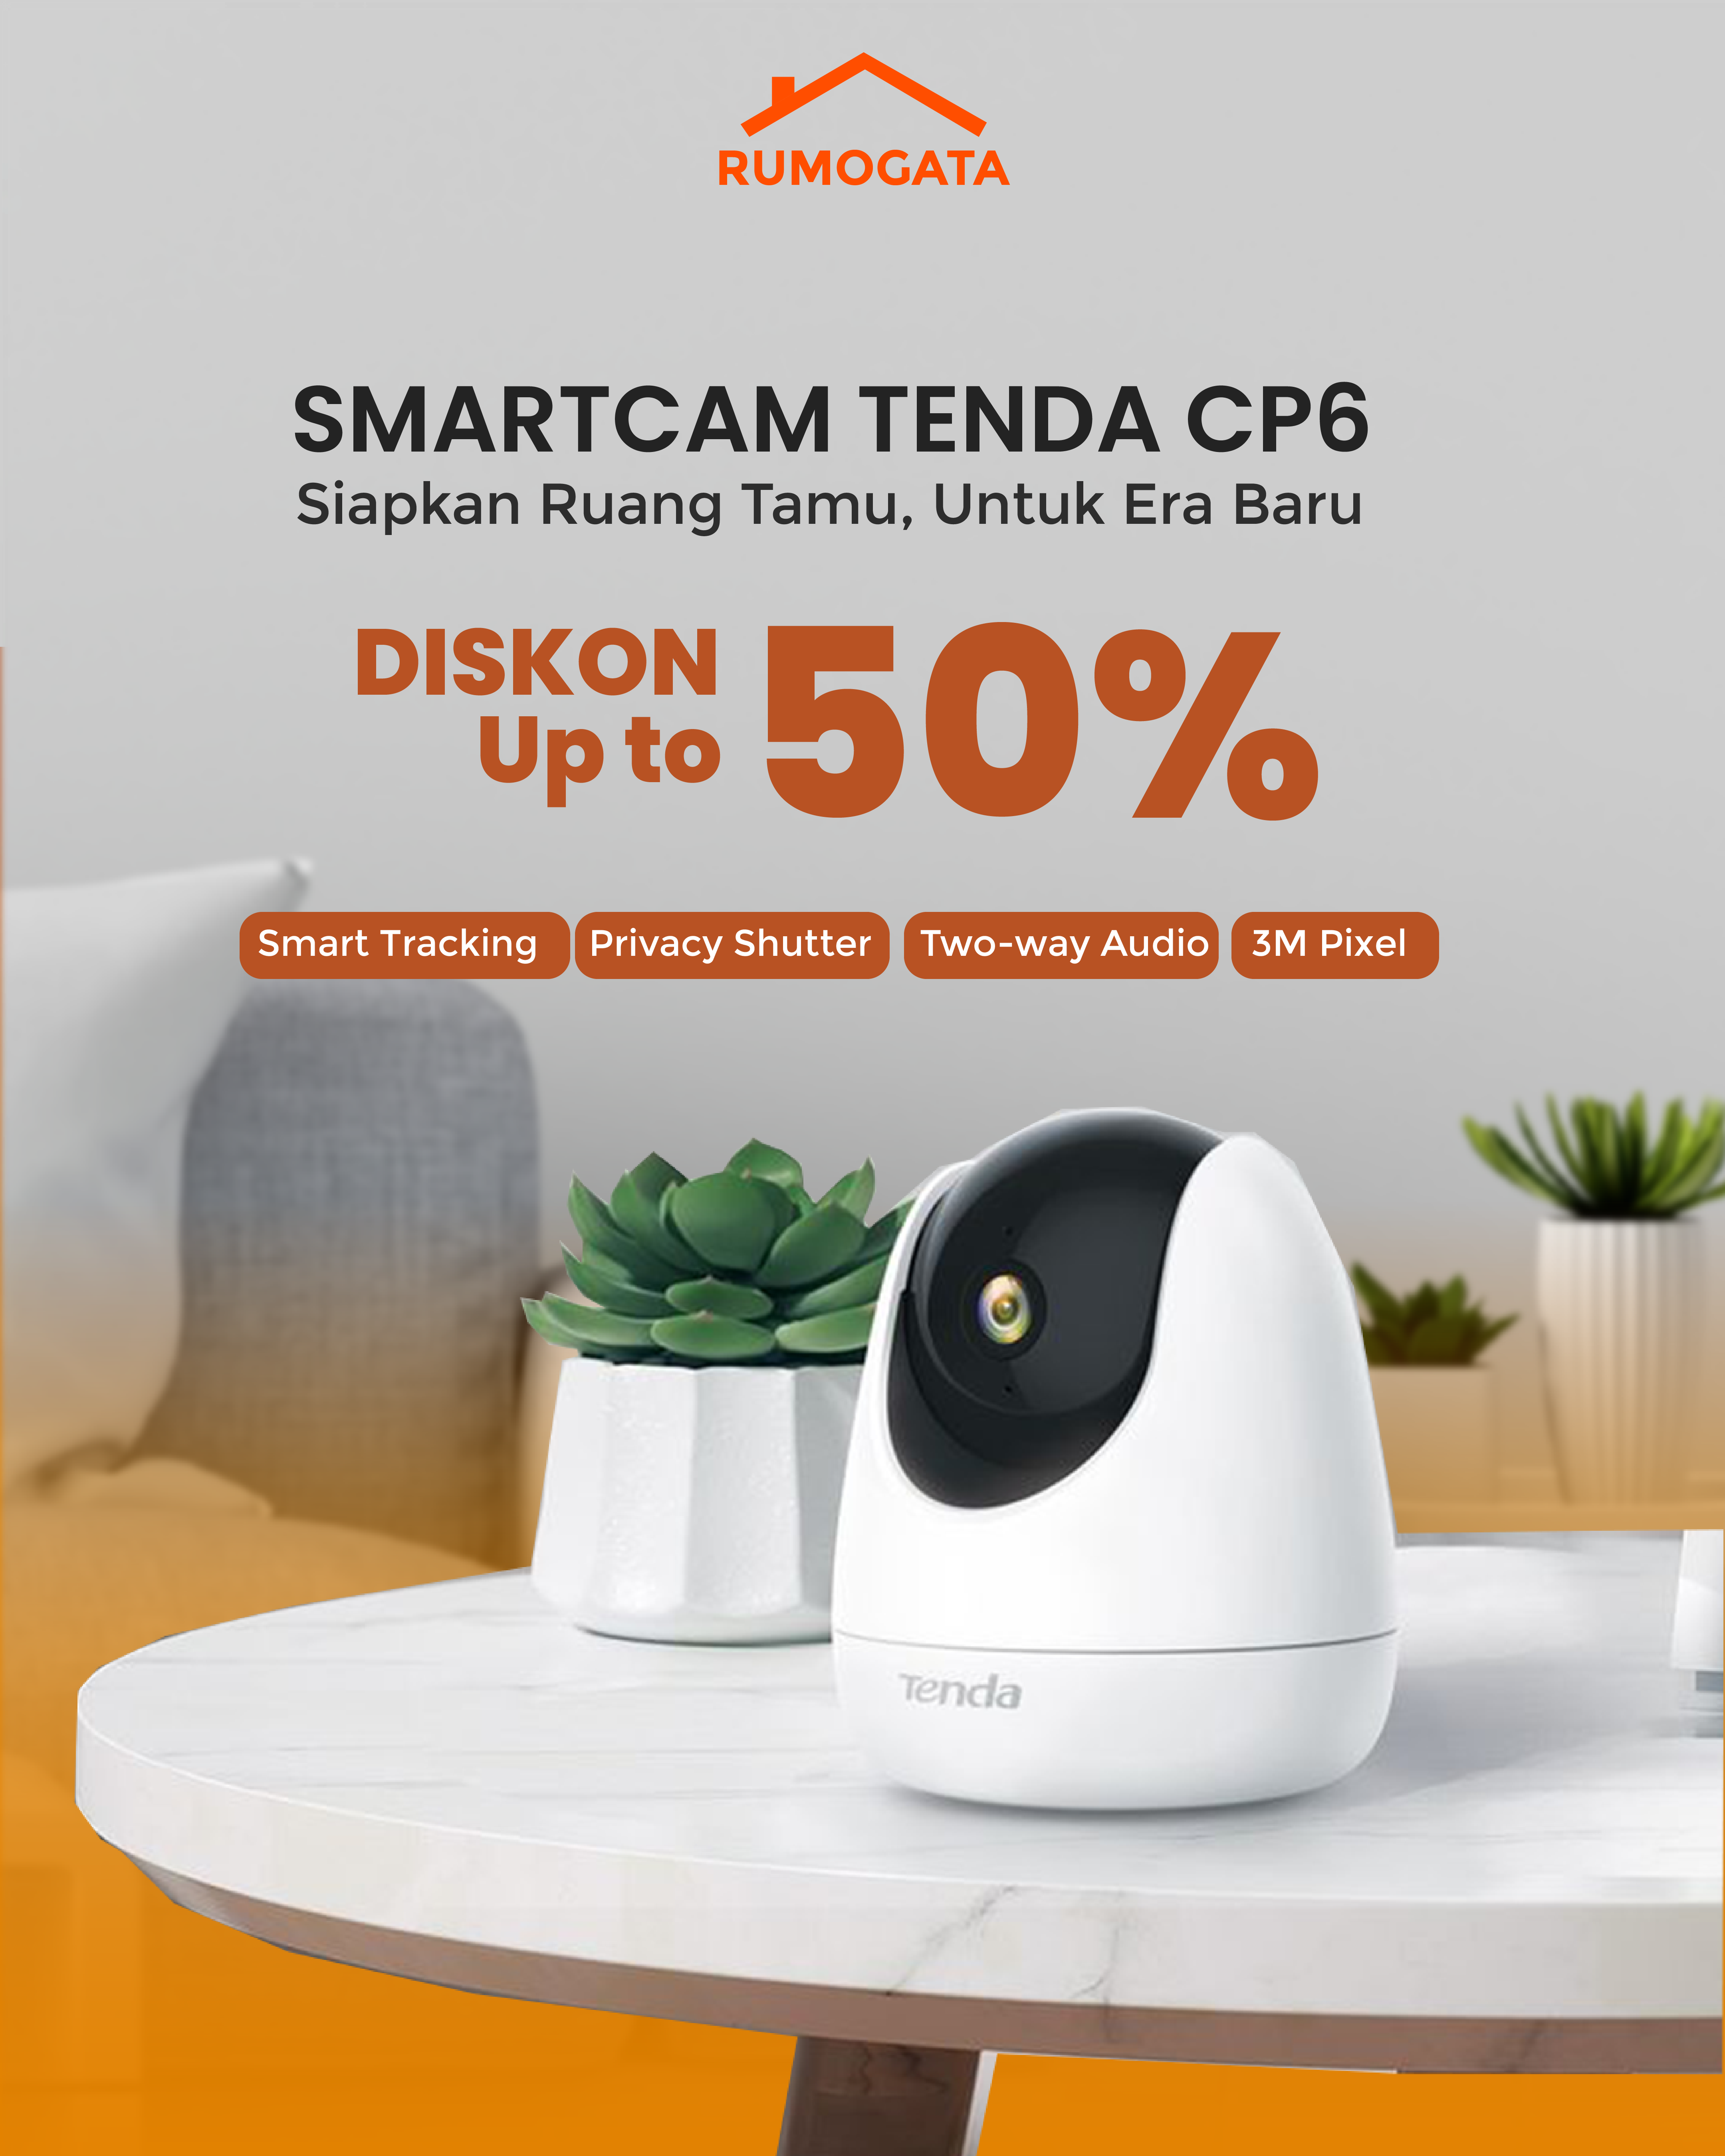 RUMOGATA
SMARTCAM TENDA CP6
Siapkan Ruang Tamu, Untuk Era Baru
DISKON
Up to 50%
Smart Tracking Privacy Shutter Two-way Audio 3M Pixel
Tenda